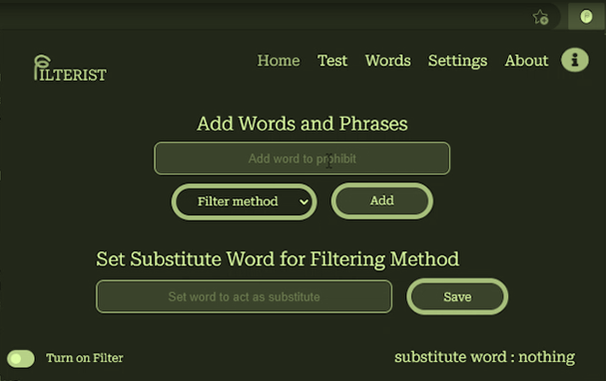 FILTERIST
Home Test Words Settings About i
Add Words and Phrases
Add word to prohibit
Filter method Add
Set Substitute Word for Filtering Method
Set word to act as substitute Save
Turn on Filter substitute word : nothing